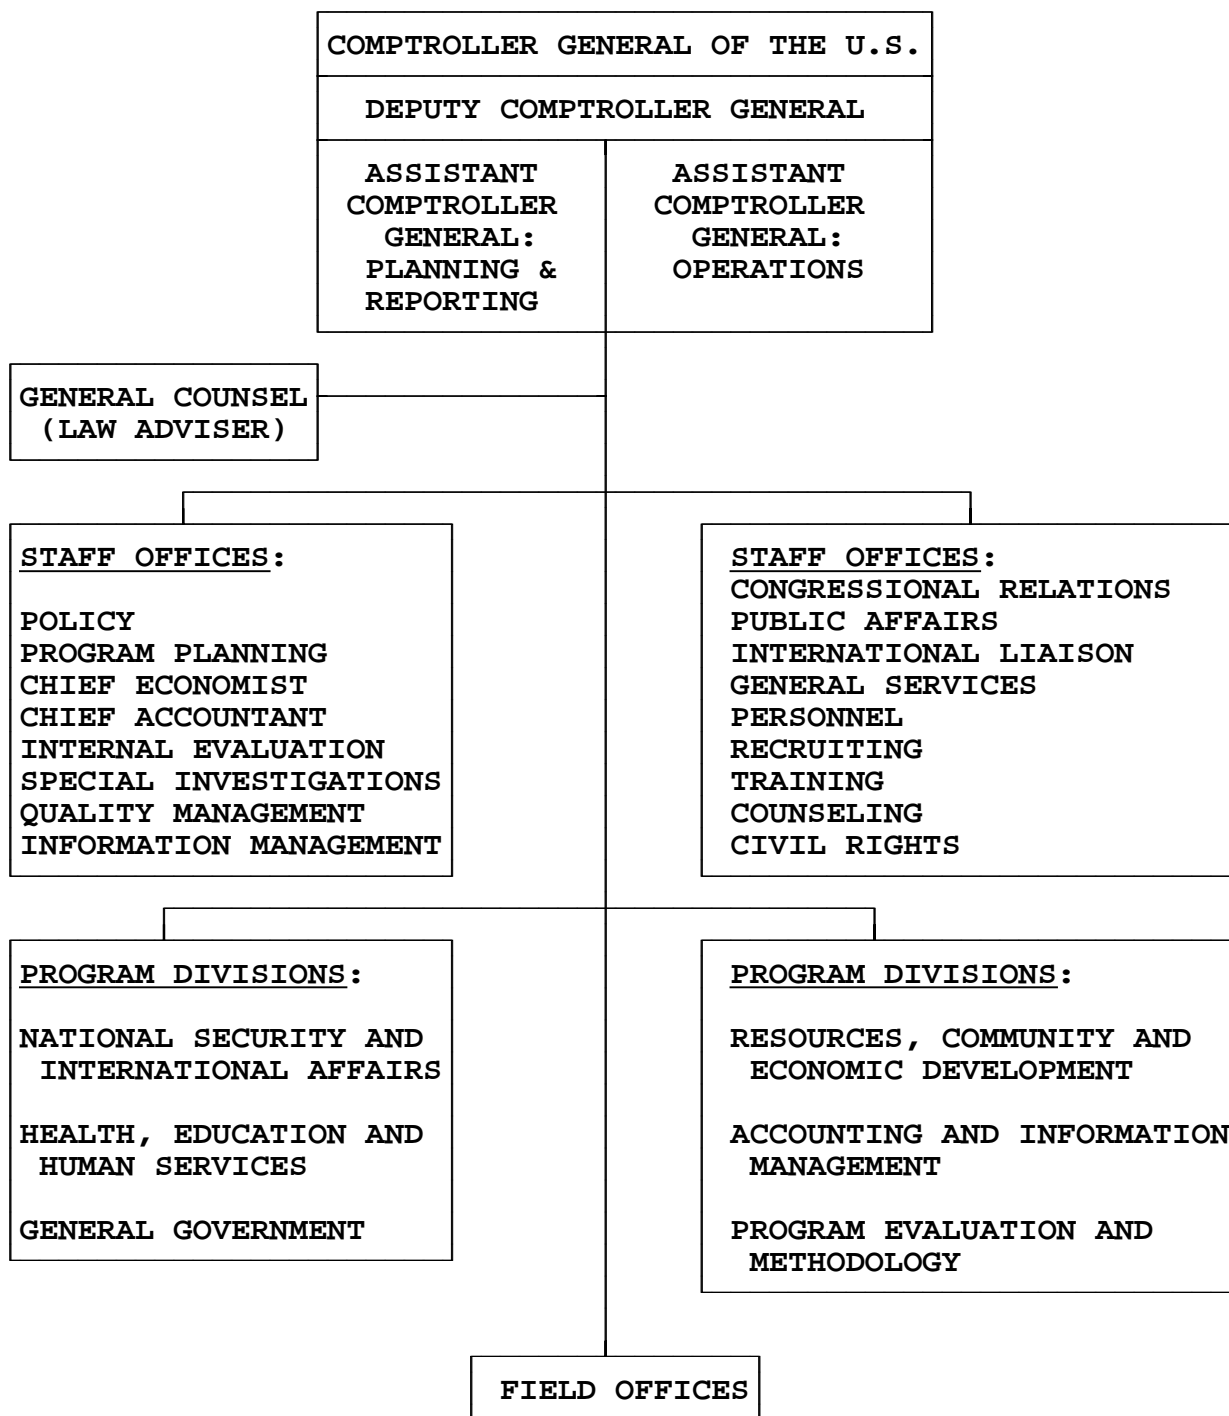 COMPTROLLER GENERAL OF THE U.S.
DEPUTY COMPTROLLER GENERAL
ASSISTANT
COMPTROLLER
GENERAL:
PLANNING &
REPORTING
ASSISTANT
COMPTROLLER
GENERAL:
OPERATIONS
GENERAL COUNSEL
(LAW ADVISER)
STAFF OFFICES:
POLICY
PROGRAM PLANNING
CHIEF ECONOMIST
CHIEF ACCOUNTANT
INTERNAL EVALUATION
SPECIAL INVESTIGATIONS
QUALITY MANAGEMENT
INFORMATION MANAGEMENT
STAFF OFFICES:
CONGRESSIONAL RELATIONS
PUBLIC AFFAIRS
INTERNATIONAL LIAISON
GENERAL SERVICES
PERSONNEL
RECRUITING
TRAINING
COUNSELING
CIVIL RIGHTS
PROGRAM DIVISIONS:
NATIONAL SECURITY AND
INTERNATIONAL AFFAIRS
HEALTH, EDUCATION AND
HUMAN SERVICES
GENERAL GOVERNMENT
PROGRAM DIVISIONS:
RESOURCES, COMMUNITY AND
ECONOMIC DEVELOPMENT
ACCOUNTING AND INFORMATION
MANAGEMENT
PROGRAM EVALUATION AND
METHODOLOGY
FIELD OFFICES